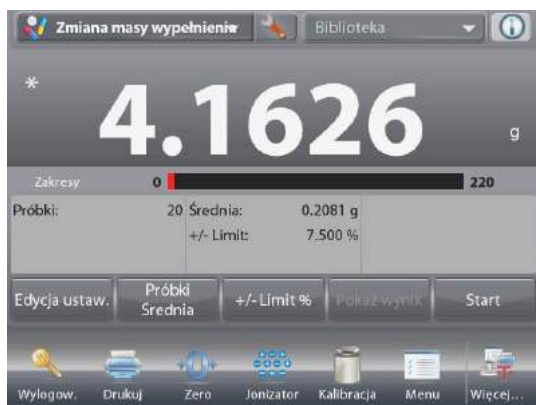 Zmiana masy wypełnienia Biblioteka
*
4.1626 g
Zakresy 0 220
Próbki: 20 Średnia: 0.2081 g
+/- Limit: 7.500 %
Edycja ustaw. Próbki Średnia +/- Limit % Pokaż wynik Start
Wylogow. Drukuj Zero Jonizator Kalibracja Menu Więcej...